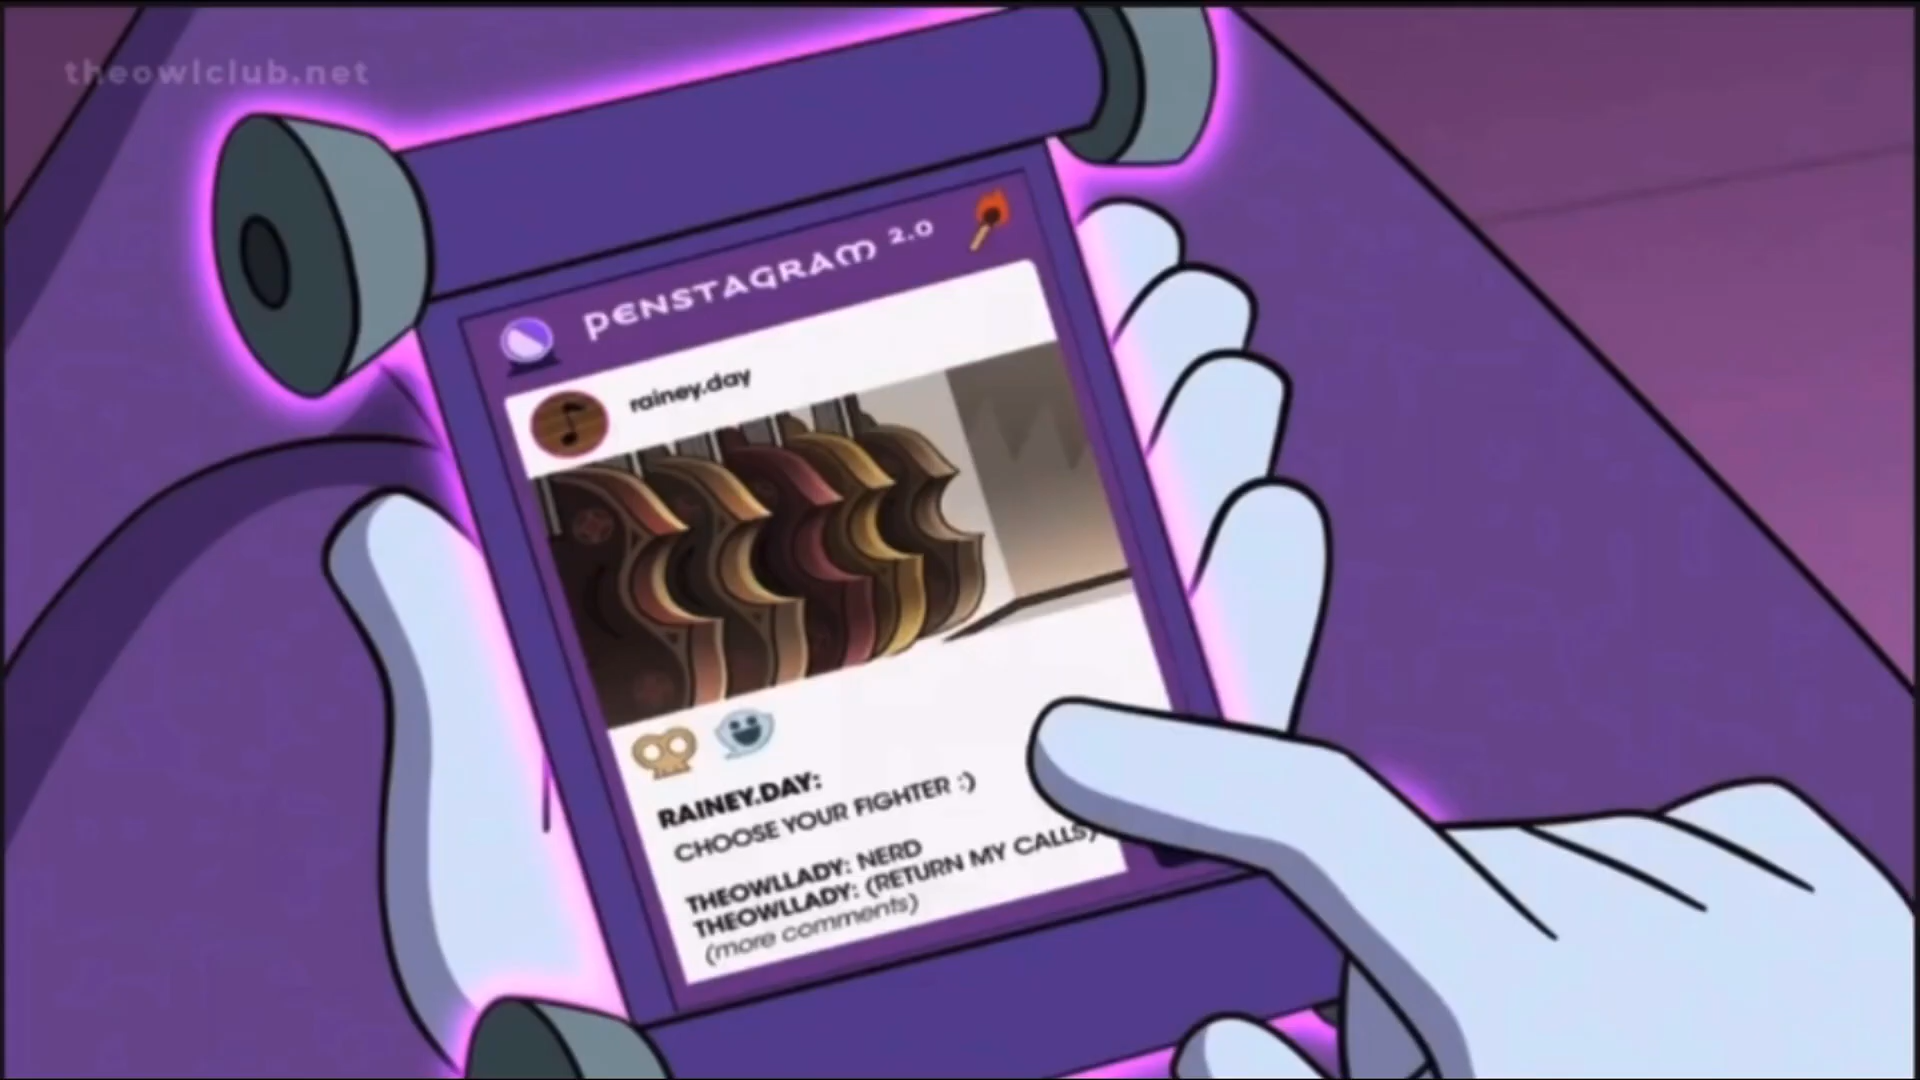 theowlclub.net
PENSTAGRAM 2.0
rainey.day
RAINEY.DAY:
CHOOSE YOUR FIGHTER :)
THEOWLLADY: NERD
THEOWLLADY: (RETURN MY CALLS)
(more comments)